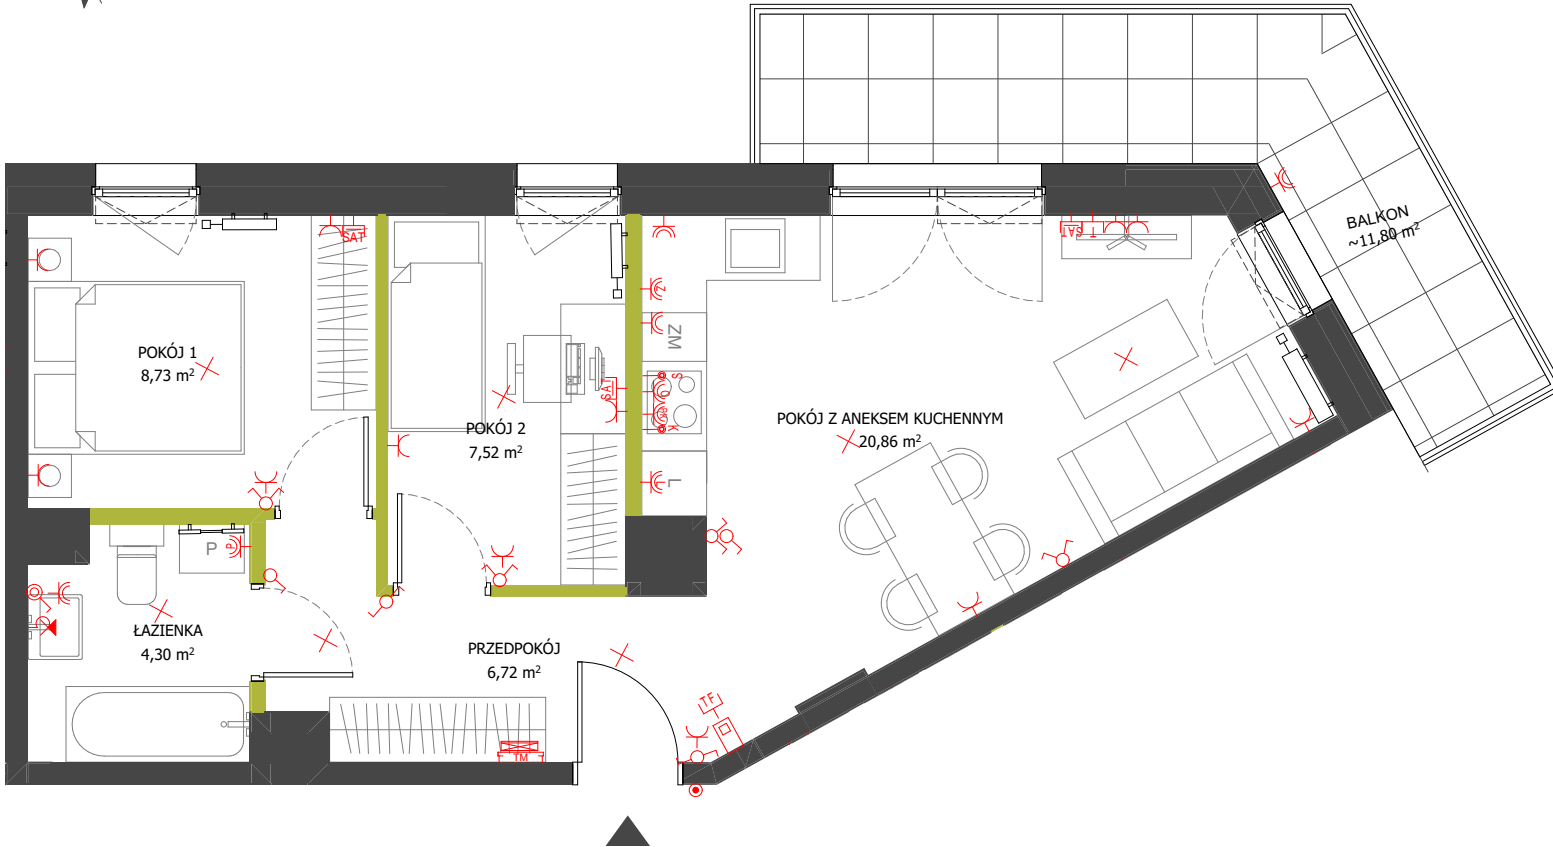 BALKON
~11,80 m²
SAT
T SAT
POKÓJ 1
8,73 m²
Z
ZM
S
SAT
K
POKÓJ 2
7,52 m²
POKÓJ Z ANEKSEM KUCHENNYM
20,86 m²
L
P
P
ŁAZIENKA
4,30 m²
PRZEDPOKÓJ
6,72 m²
TF
TM